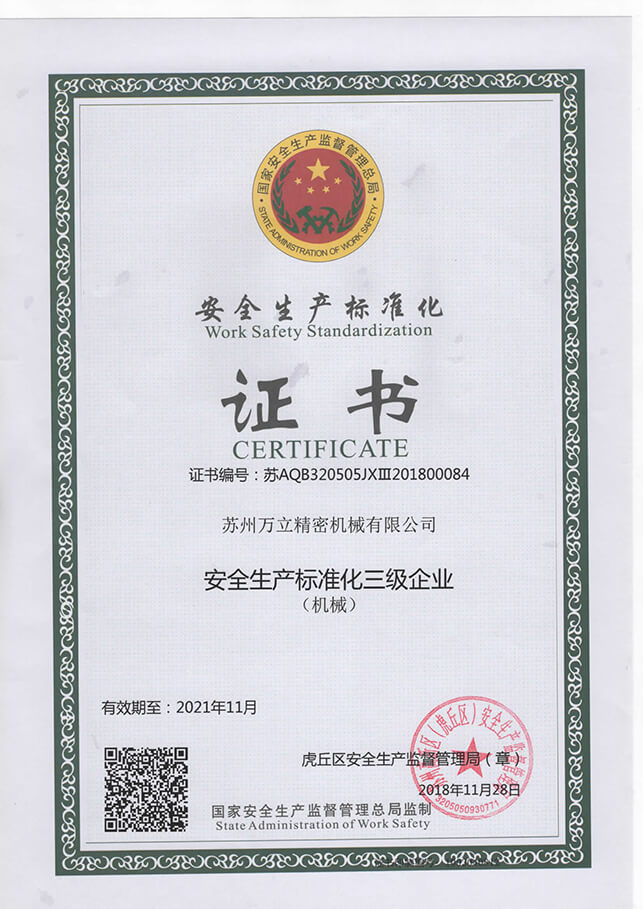 ·国家安全生产监督管理总局·
STATE ADMINISTRATION OF WORK SAFETY
安全生产标准化
Work Safety Standardization
证书
CERTIFICATE
证书编号：苏AQB320505JXⅢ201800084
苏州万立精密机械有限公司
安全生产标准化三级企业
（机械）
有效期至：2021年11月
虎丘区安全生产监督管理局（章）
2018年11月28日
3205050930771
国家安全生产监督管理总局监制
State Administration of Work Safety